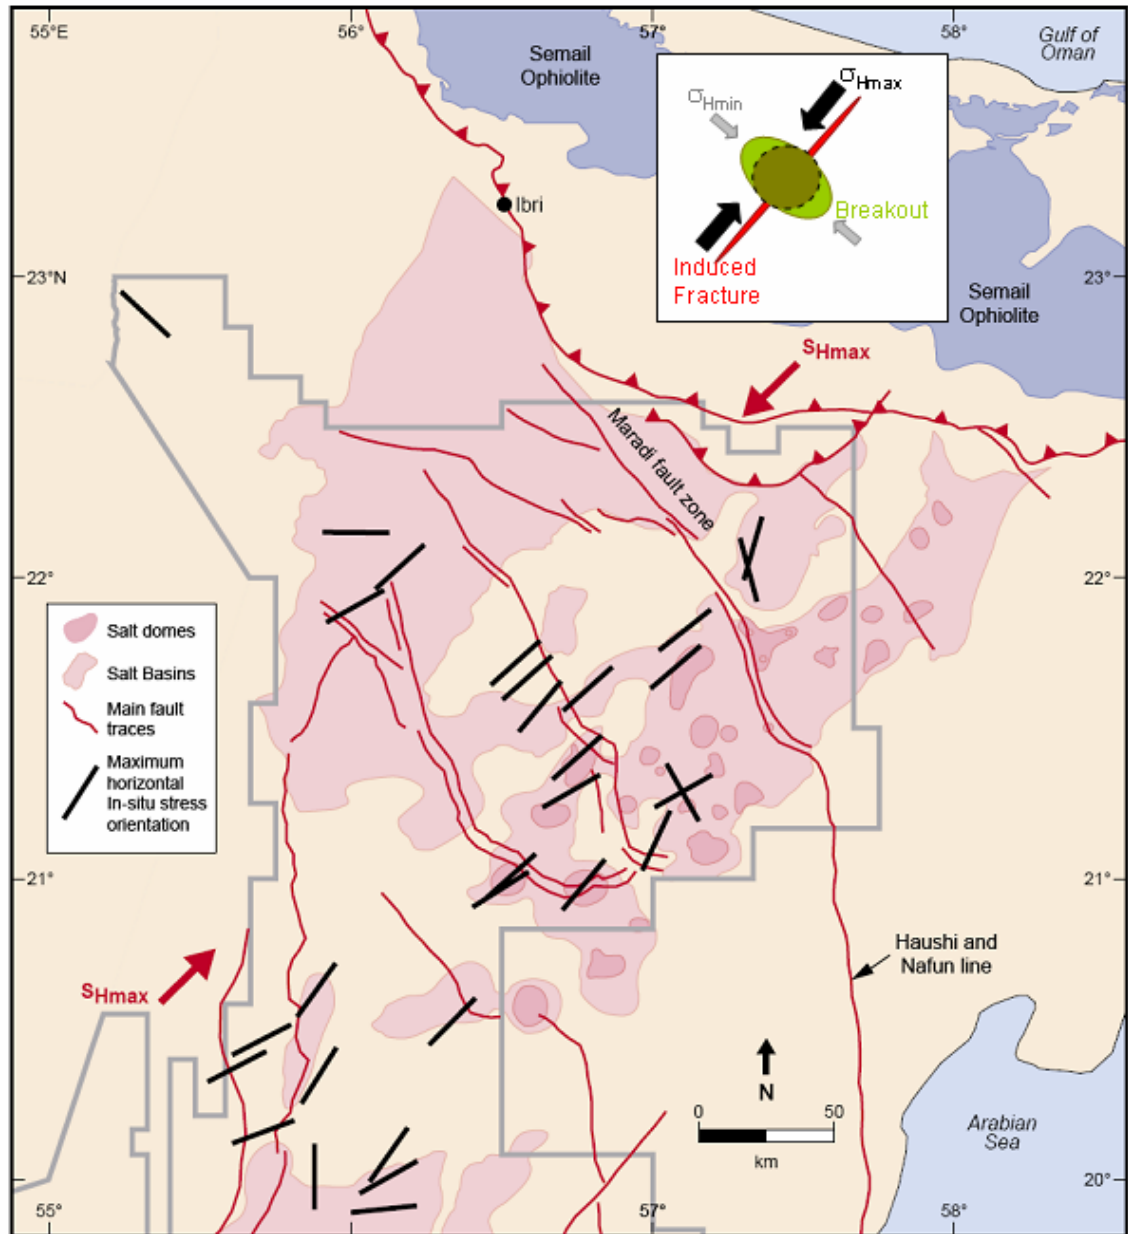 55°E
56°
57°
58°
Gulf of
Oman
Semail
Ophiolite
σHmax
σHmin
Breakout
Induced
Fracture
Ibri
23°N
23°
Semail
Ophiolite
SHmax
Maradi fault zone
22°
22°
Salt domes
Salt Basins
Main fault
traces
Maximum
horizontal
In-situ stress
orientation
21°
21°
Haushi and
Nafun line
SHmax
N
0
50
km
Arabian
Sea
20°
55°
57°
58°